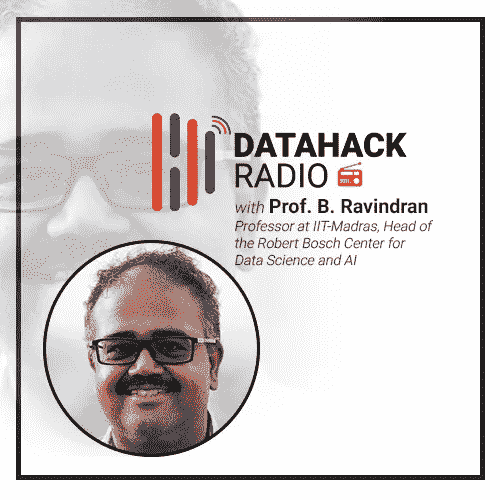 DATAHACK
RADIO
with Prof. B. Ravindran
Professor at IIT-Madras, Head of
the Robert Bosch Center for
Data Science and AI